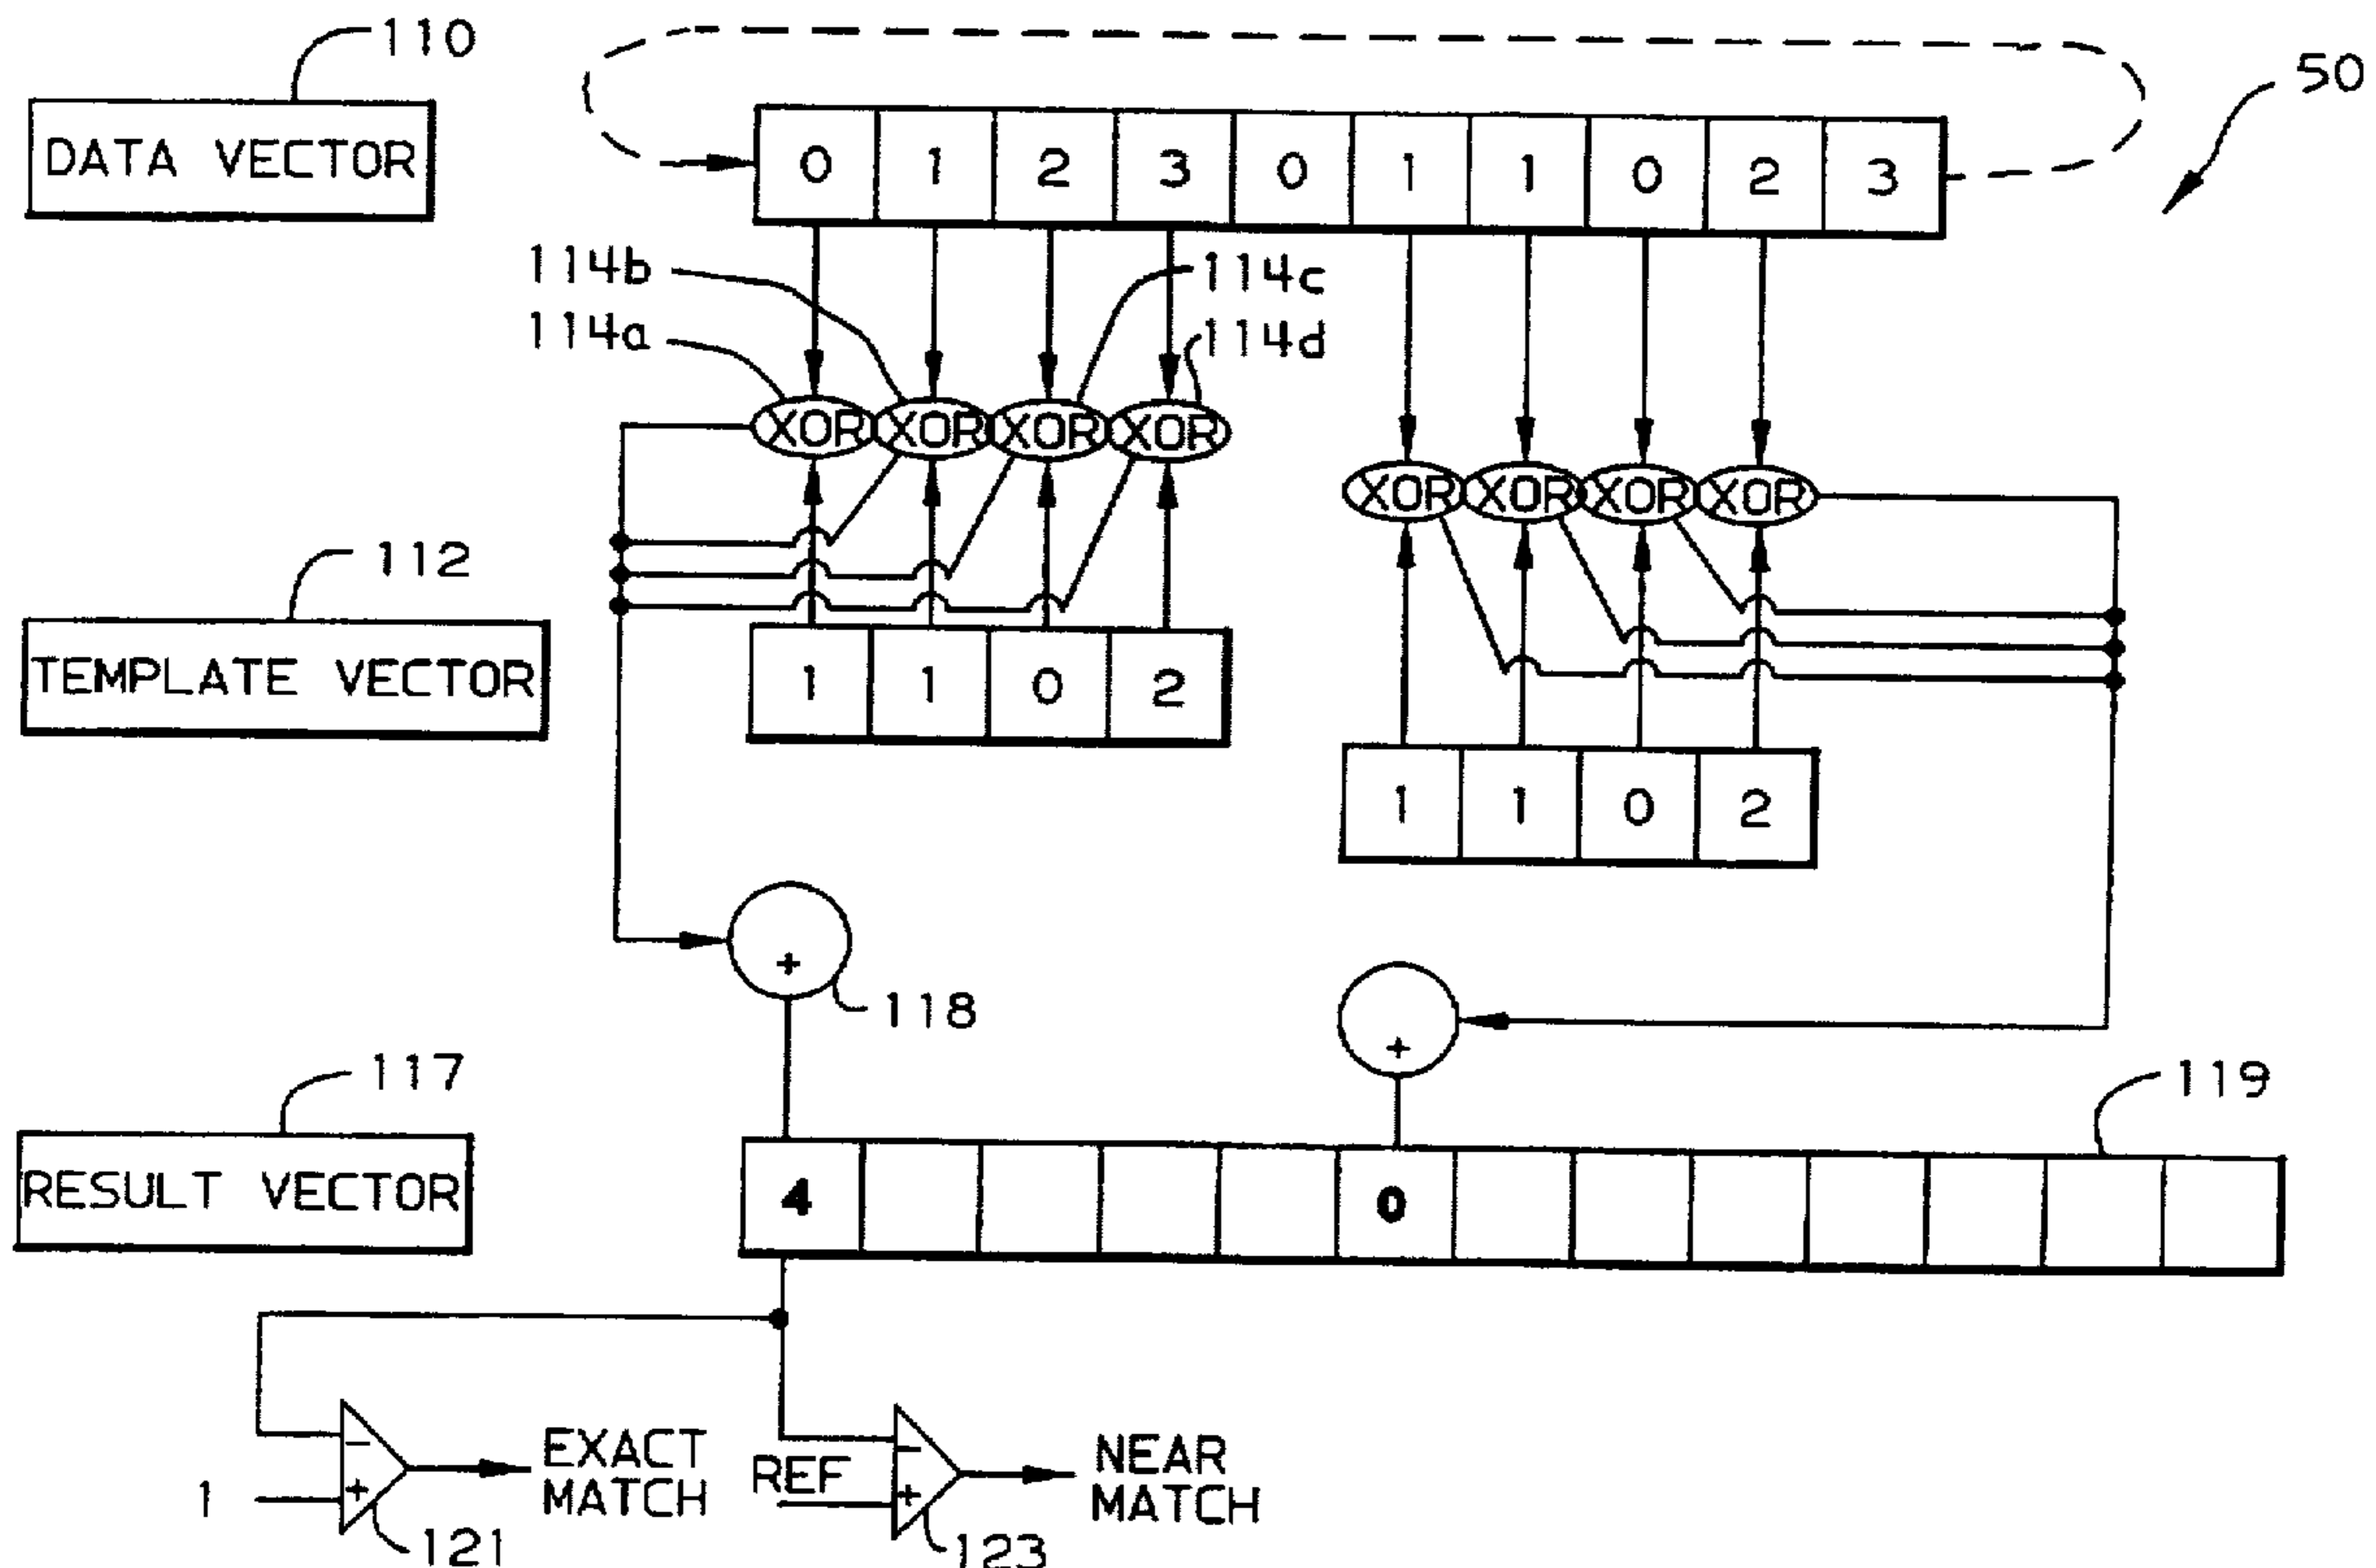 110
50
DATA VECTOR
0 1 2 3 0 1 1 0 2 3
114b
114c
114a
114d
XOR XOR XOR XOR
XOR XOR XOR XOR
112
TEMPLATE VECTOR
1 1 0 2
1 1 0 2
+
118
+
117
119
RESULT VECTOR
4 0
− EXACT
1 + MATCH
121
− NEAR
REF + MATCH
123